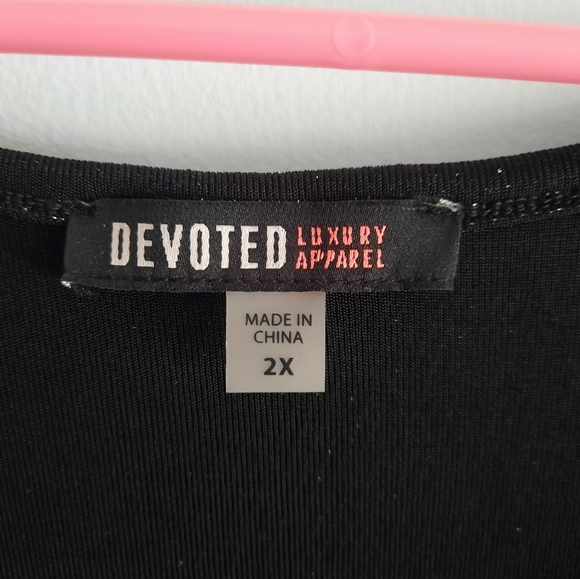 DEVOTED LUXURY
APPAREL
MADE IN
CHINA
2X